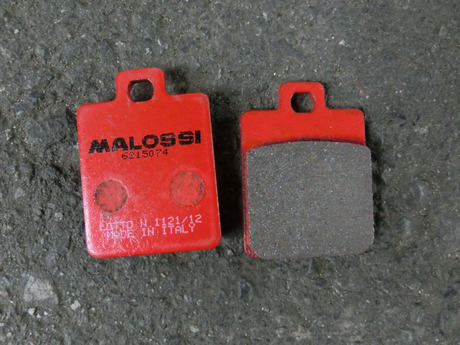 MALOSSI
6215074
LOTTO N 1121/12
MADE IN ITALY